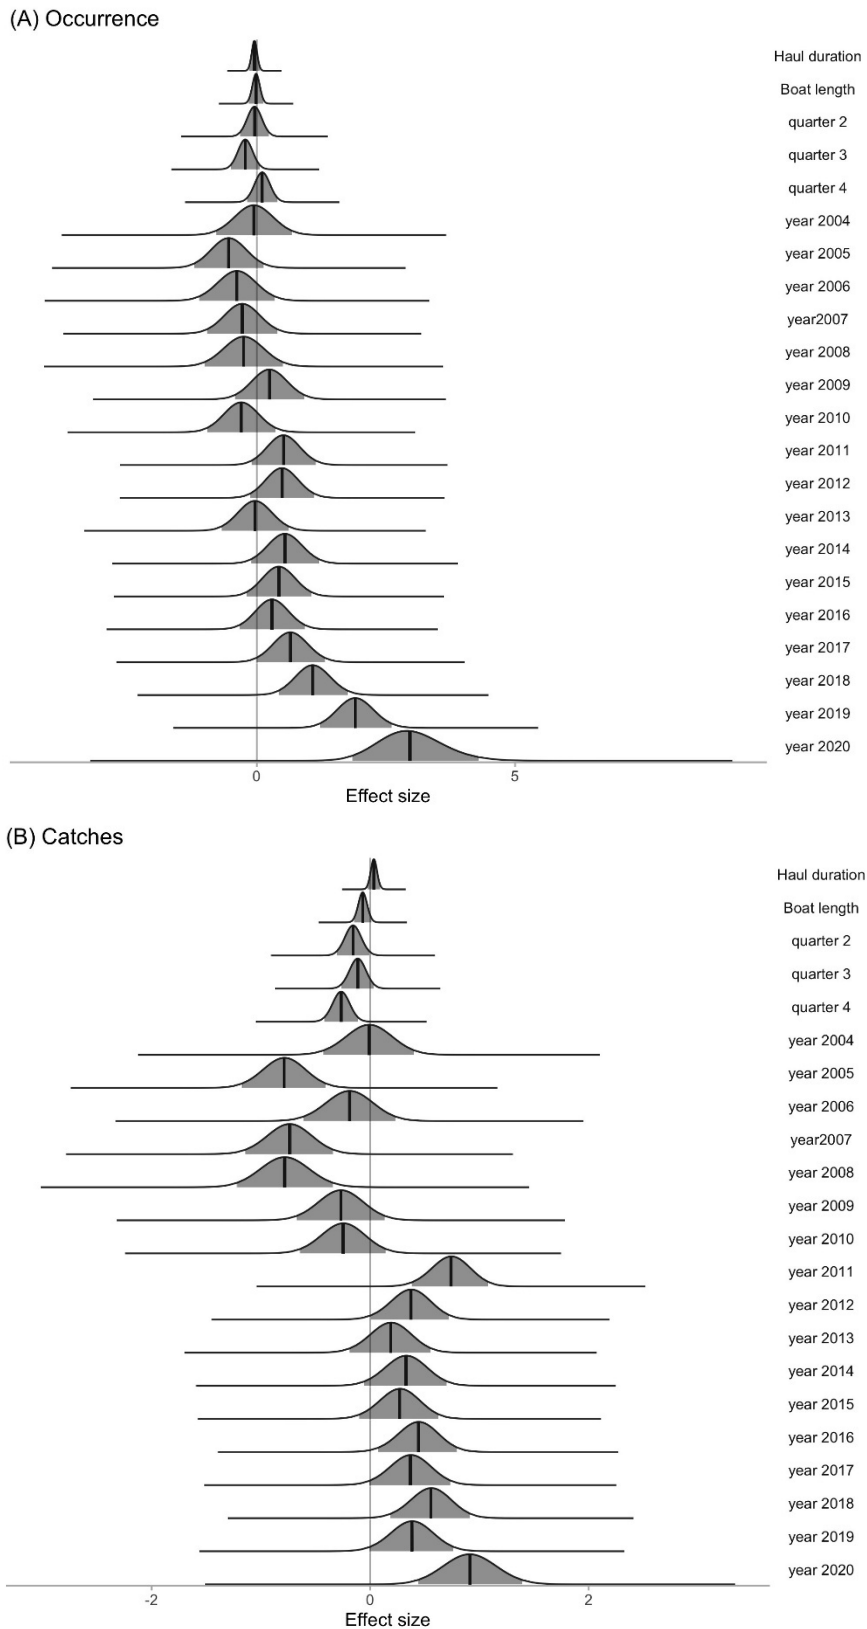 (A) Occurrence
Haul duration
Boat length
quarter 2
quarter 3
quarter 4
year 2004
year 2005
year 2006
year2007
year 2008
year 2009
year 2010
year 2011
year 2012
year 2013
year 2014
year 2015
year 2016
year 2017
year 2018
year 2019
year 2020
0 5
Effect size
(B) Catches
Haul duration
Boat length
quarter 2
quarter 3
quarter 4
year 2004
year 2005
year 2006
year2007
year 2008
year 2009
year 2010
year 2011
year 2012
year 2013
year 2014
year 2015
year 2016
year 2017
year 2018
year 2019
year 2020
-2 0 2
Effect size